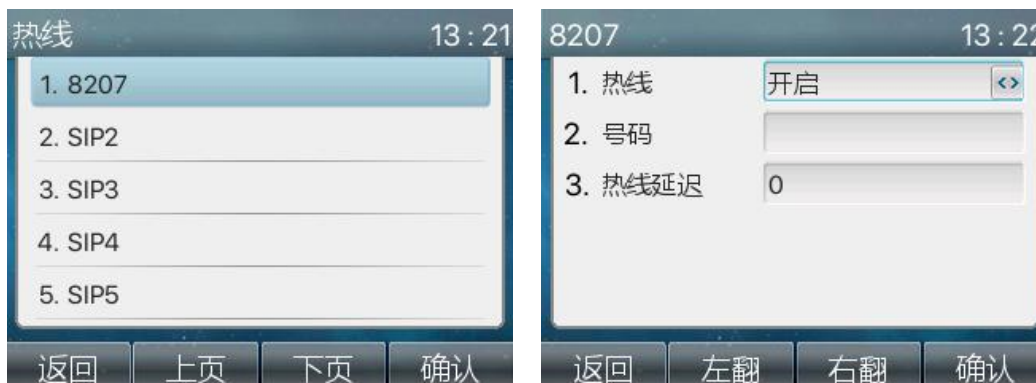 热线 13:21
1. 8207
2. SIP2
3. SIP3
4. SIP4
5. SIP5
返回 上页 下页 确认
8207 13:22
1. 热线 开启 <>
2. 号码
3. 热线延迟 0
返回 左翻 右翻 确认